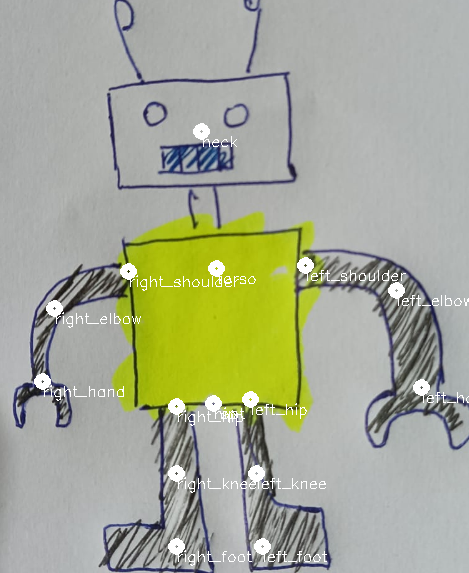 neck
torso
right_shoulder
left_shoulder
left_elbow
right_elbow
right_hand
left_hip
right_hip
right_knee
left_knee
right_foot
left_foot